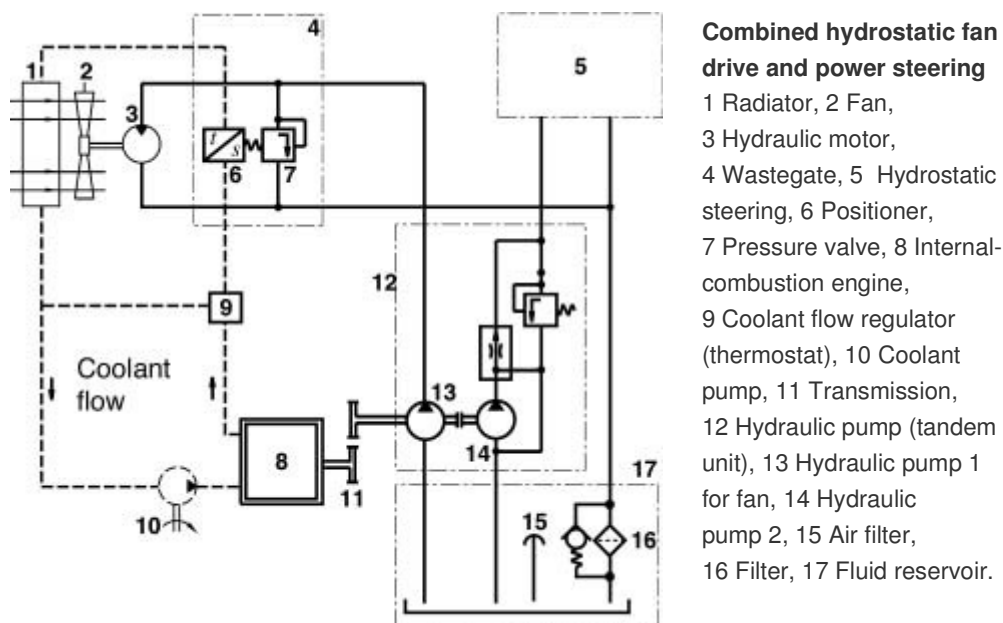 4
1 2
3
5
t
s
6 7
12
9
Coolant
flow
13
8
14
17
11
10
15
16
Combined hydrostatic fan
drive and power steering
1 Radiator, 2 Fan,
3 Hydraulic motor,
4 Wastegate, 5 Hydrostatic
steering, 6 Positioner,
7 Pressure valve, 8 Internal-
combustion engine,
9 Coolant flow regulator
(thermostat), 10 Coolant
pump, 11 Transmission,
12 Hydraulic pump (tandem
unit), 13 Hydraulic pump 1
for fan, 14 Hydraulic
pump 2, 15 Air filter,
16 Filter, 17 Fluid reservoir.